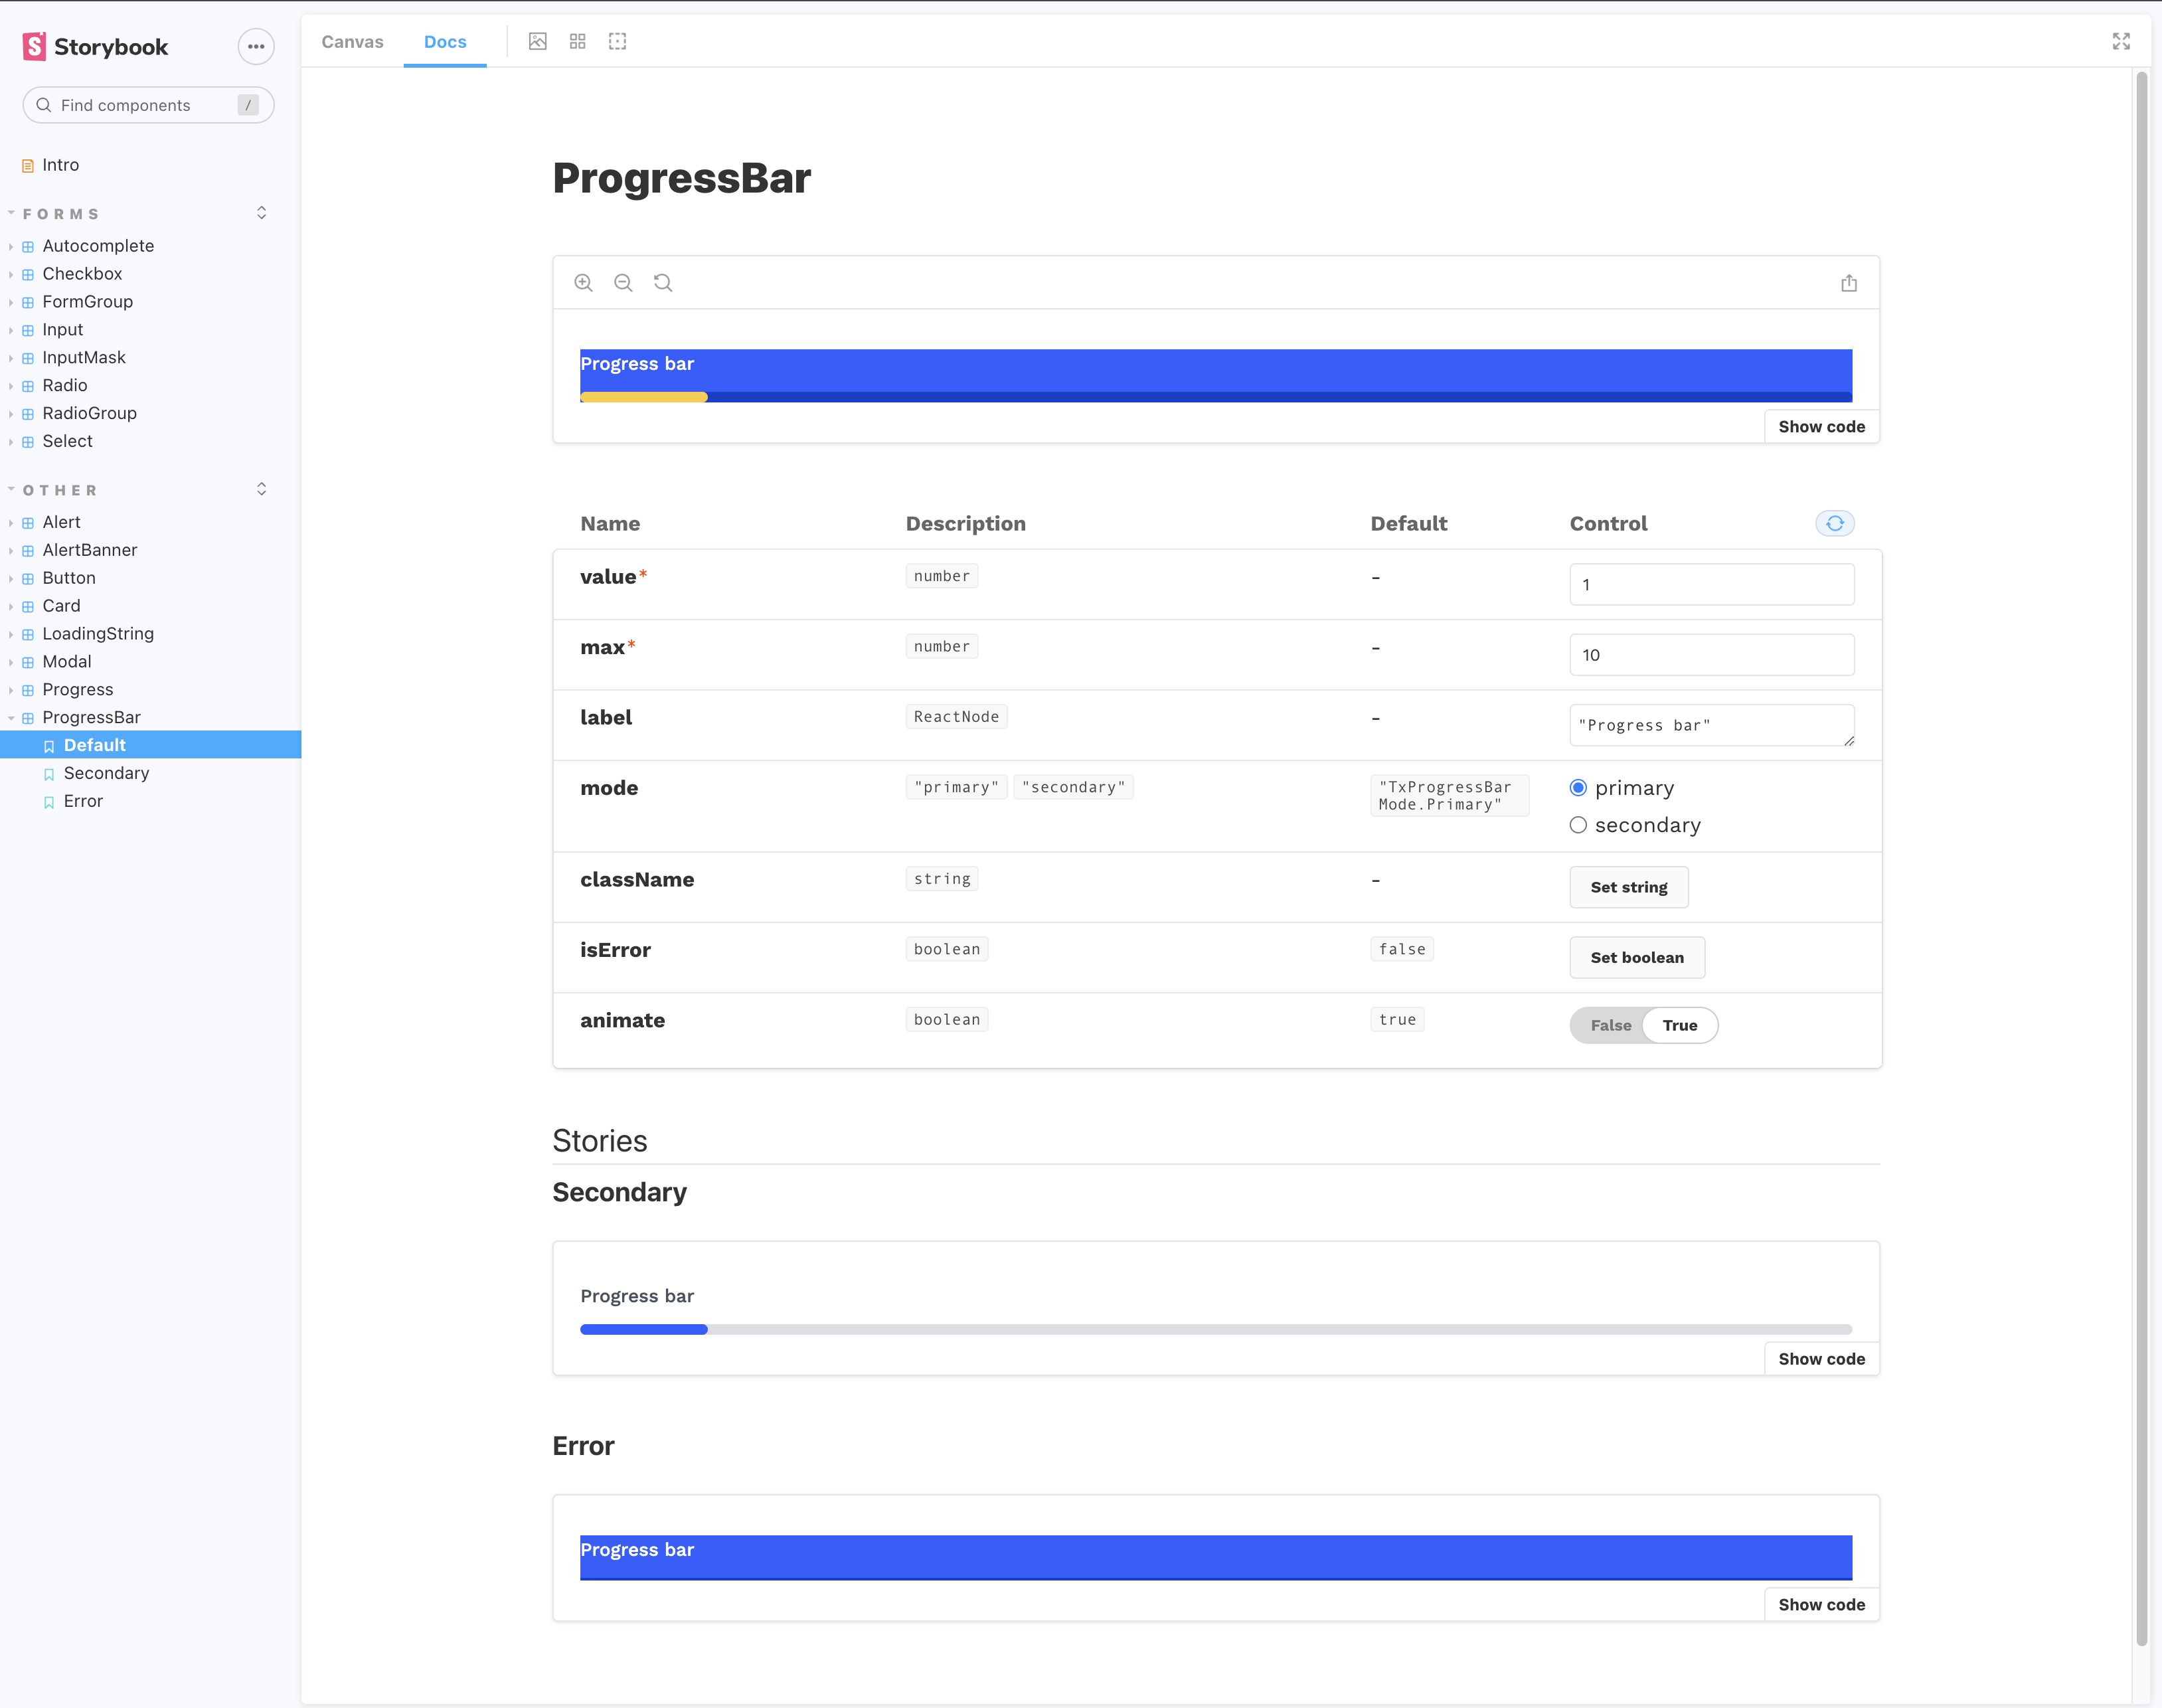 Storybook
Find components
/
Intro
FORMS
Autocomplete
Checkbox
FormGroup
Input
InputMask
Radio
RadioGroup
Select
OTHER
Alert
AlertBanner
Button
Card
LoadingString
Modal
Progress
ProgressBar
Default
Secondary
Error
Canvas Docs
ProgressBar
Progress bar
Show code
Name Description Default Control
value* number - 1
max* number - 10
label ReactNode - "Progress bar"
mode "primary" "secondary" "TxProgressBar primary
Mode.Primary"
secondary
className string - Set string
isError boolean false Set boolean
animate boolean true False True
Stories
Secondary
Progress bar
Show code
Error
Progress bar
Show code